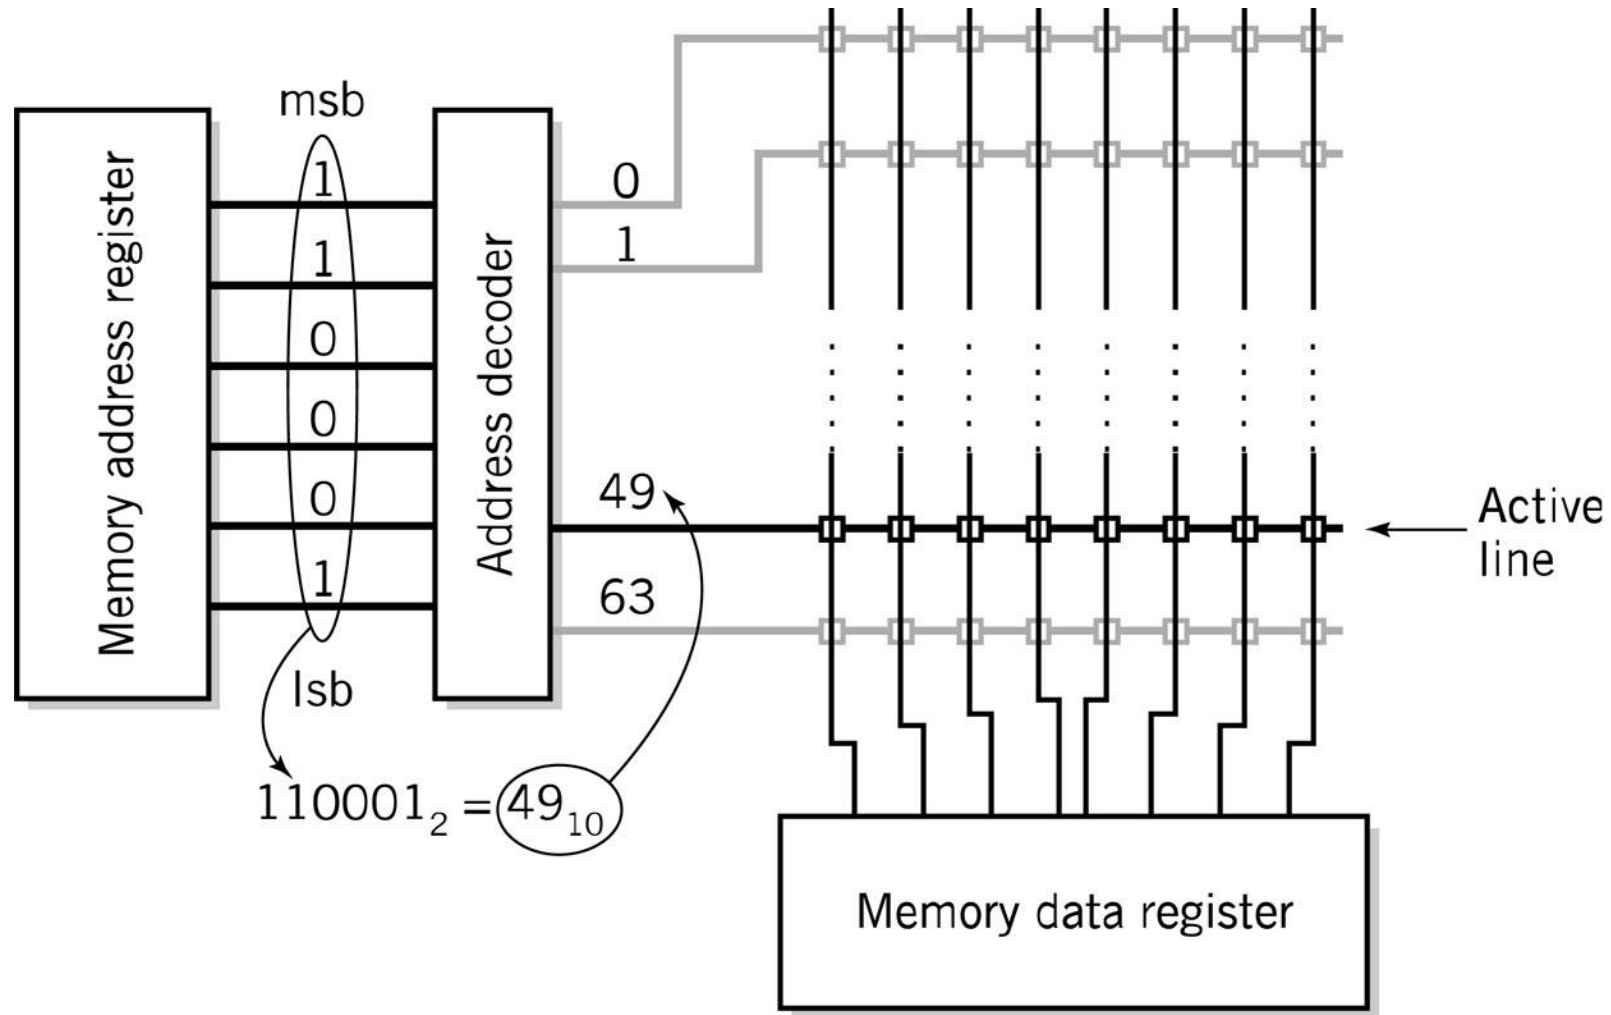 msb
Memory address register
1
1
0
0
0
1
lsb
Address decoder
0
1
49
63
Active
line
110001₂ = 49₁₀
Memory data register